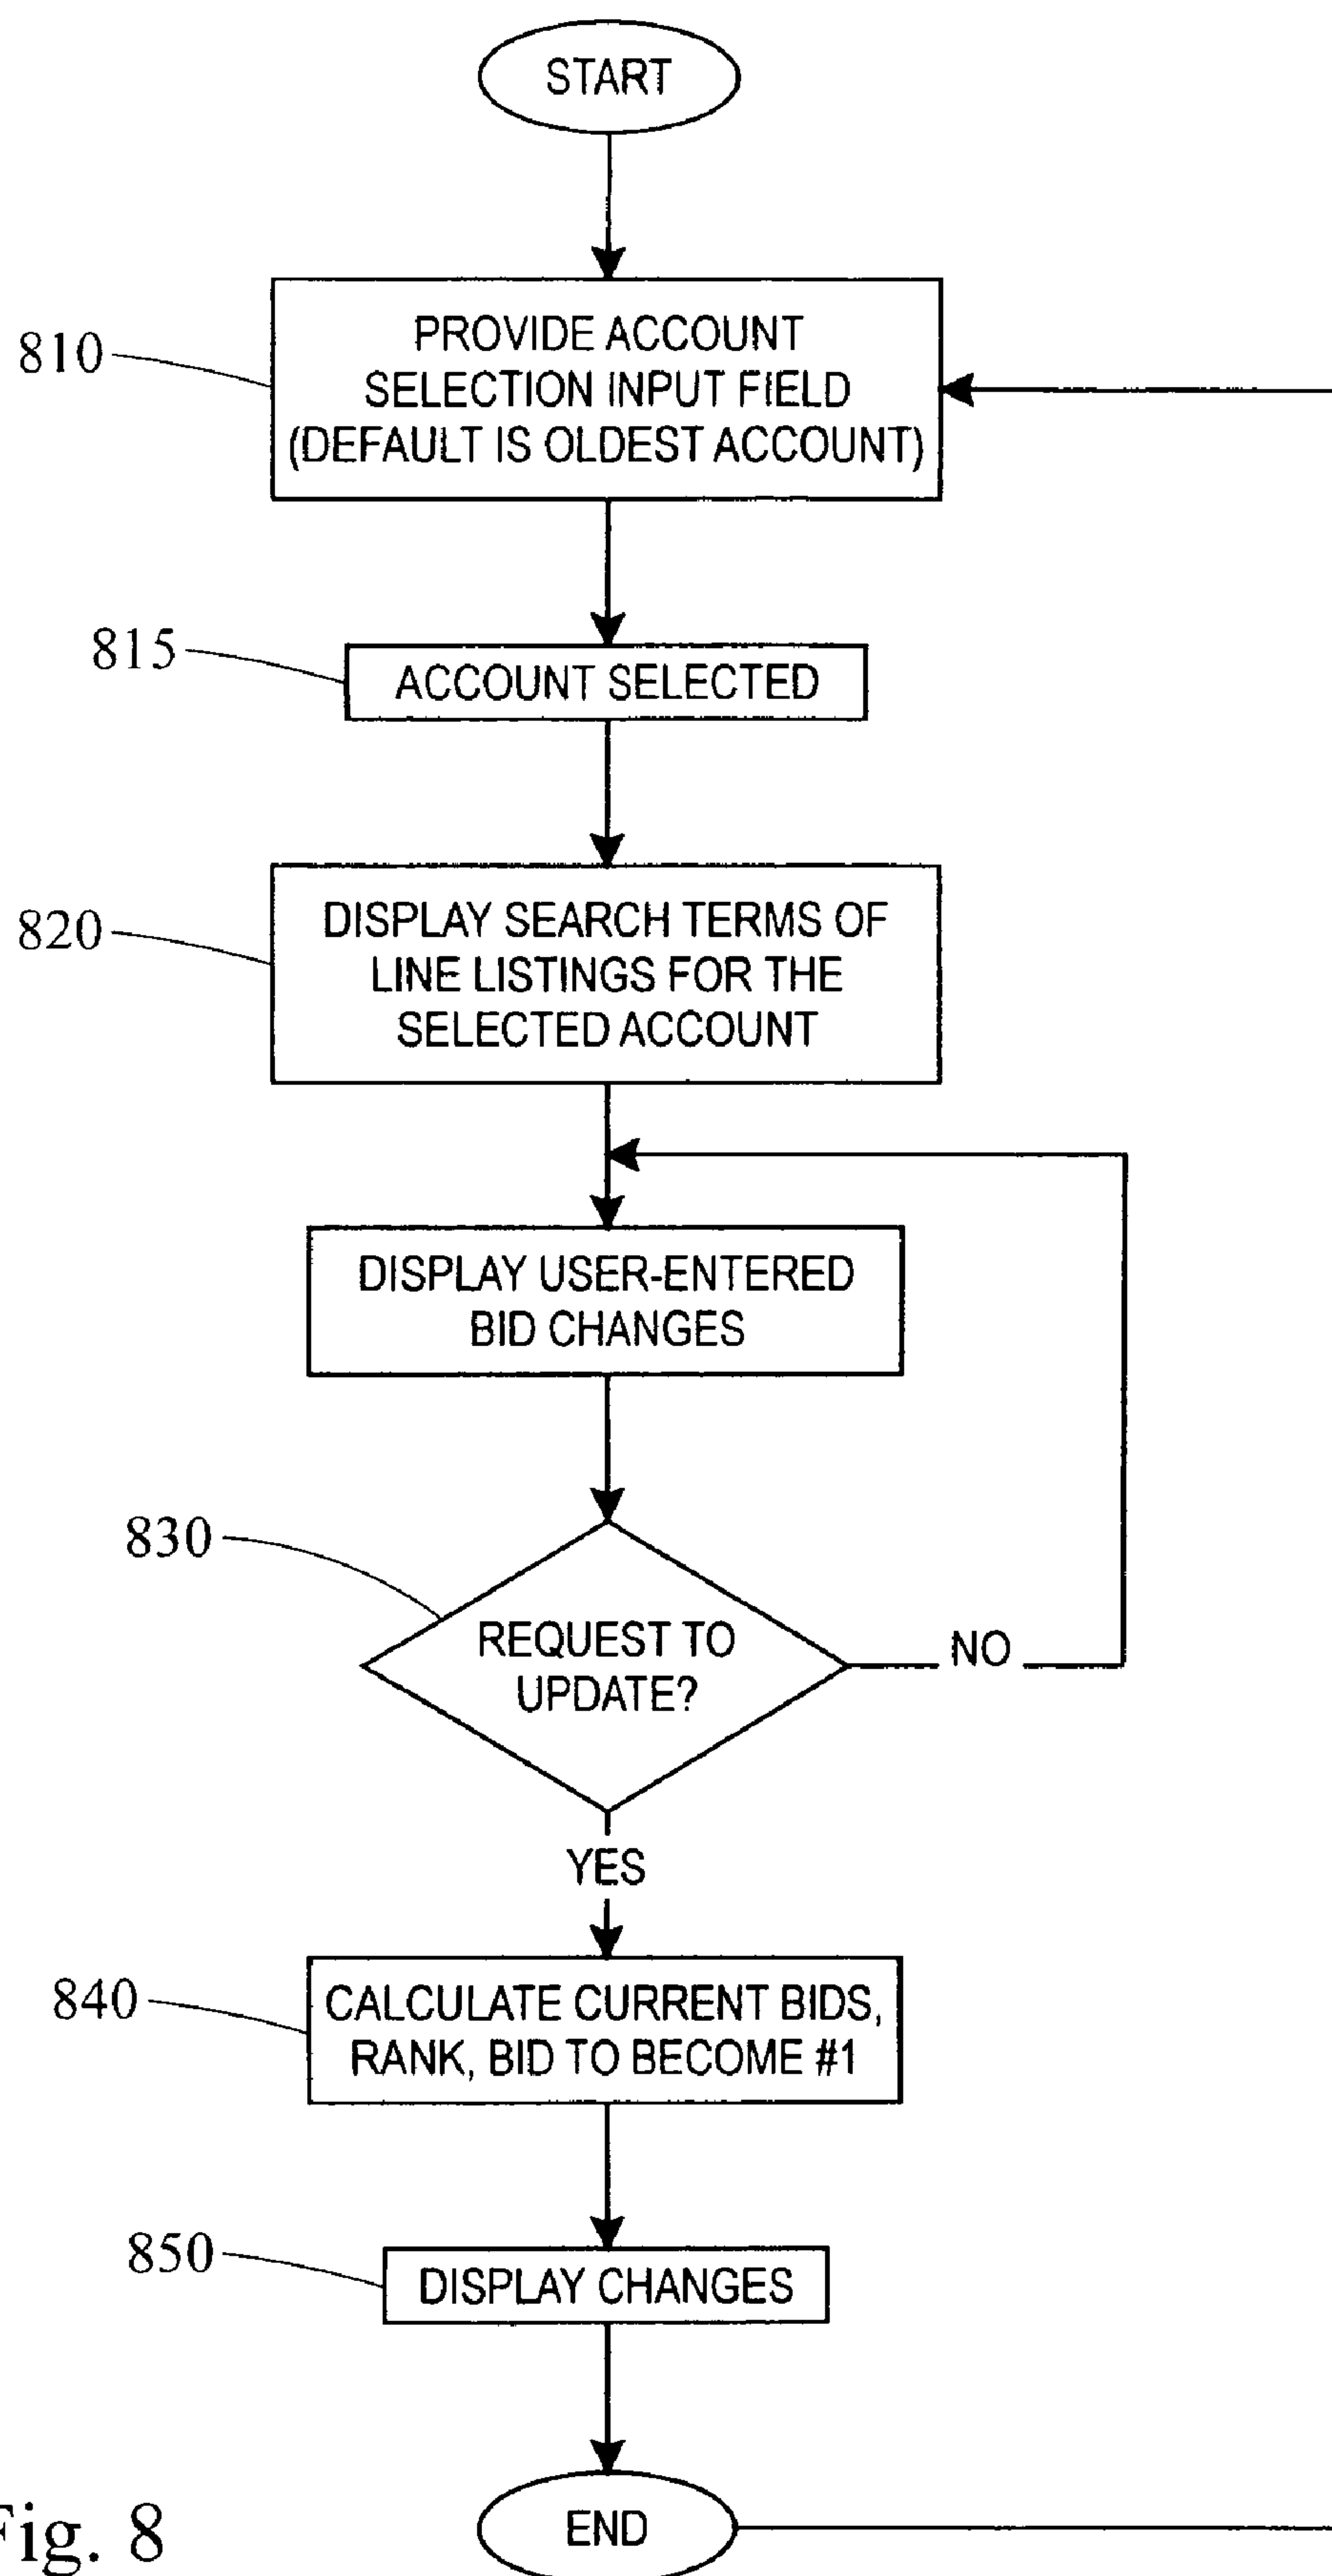 START
810
PROVIDE ACCOUNT
SELECTION INPUT FIELD
(DEFAULT IS OLDEST ACCOUNT)
815
ACCOUNT SELECTED
820
DISPLAY SEARCH TERMS OF
LINE LISTINGS FOR THE
SELECTED ACCOUNT
DISPLAY USER-ENTERED
BID CHANGES
830
REQUEST TO
UPDATE?
NO
YES
840
CALCULATE CURRENT BIDS,
RANK, BID TO BECOME #1
850
DISPLAY CHANGES
END
Fig. 8